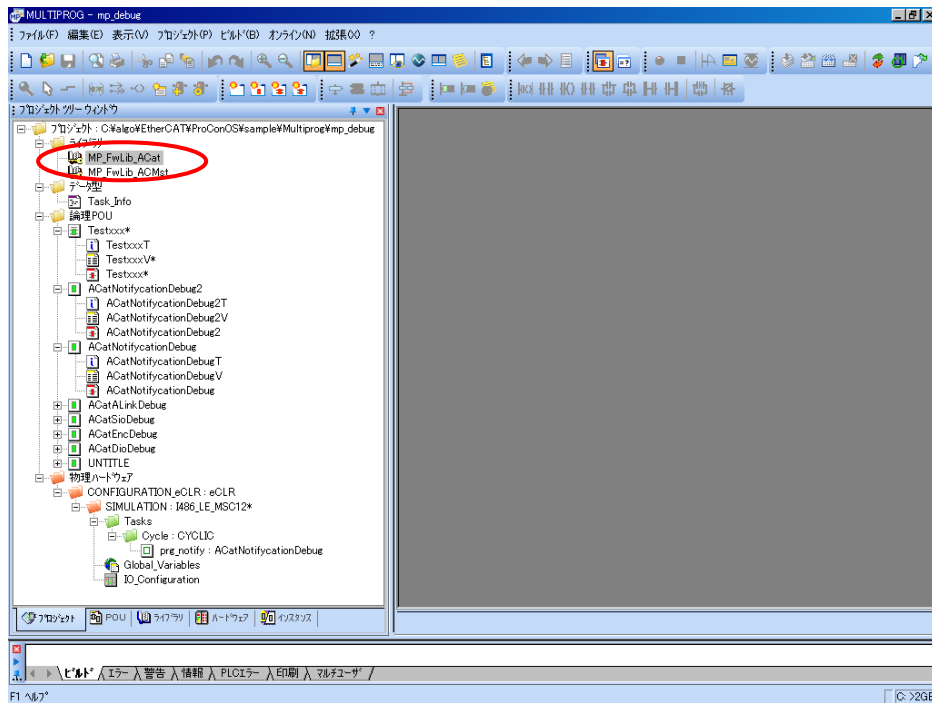 MULTIPROG - mp_debug
ファイル(F) 編集(E) 表示(V) プロジェクト(P) ビルド(B) オンライン(N) 拡張(X) ?
プロジェクト ツリー ウィンドウ
プロジェクト : C:¥algo¥EtherCAT¥ProConOS¥sample¥Multiprog¥mp_debug
ライブラリ
MP_FwLib_ACat
MP_FwLib_ACMst
データ型
Task_Info
論理POU
Testxxx*
TestxxxT
TestxxxV*
Testxxx*
ACatNotifycationDebug2
ACatNotifycationDebug2T
ACatNotifycationDebug2V
ACatNotifycationDebug2
ACatNotifycationDebug
ACatNotifycationDebugT
ACatNotifycationDebugV
ACatNotifycationDebug
ACatALinkDebug
ACatSioDebug
ACatEncDebug
ACatDioDebug
UNTITLE
物理ハードウェア
CONFIGURATION_eCLR : eCLR
SIMULATION : I486_LE_MSC12*
Tasks
Cycle : CYCLIC
prg_notify : ACatNotifycationDebug
Global_Variables
IO_Configuration
プロジェクト POU ライブラリ ハードウェア インスタンス
ビルド エラー 警告 情報 PLCエラー 印刷 マルチユーザ
F1 ヘルプ C: >2GB